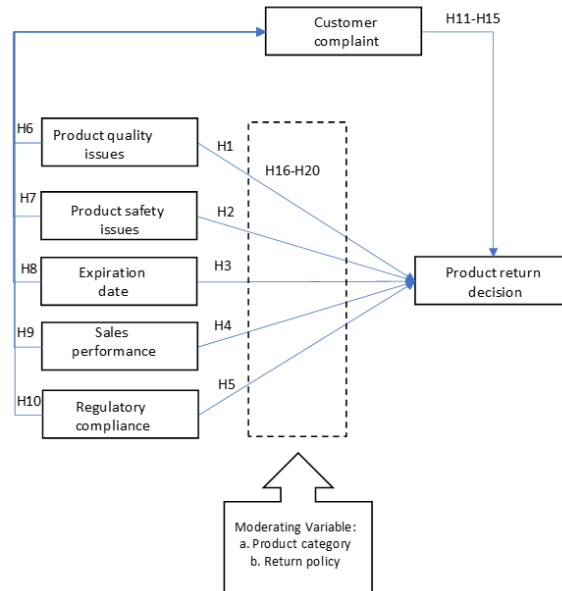 Customer
complaint
H11-H15
H6
Product quality
issues
H1
H16-H20
H7
Product safety
issues
H2
H8
Expiration
date
H3
Product return
decision
H9
Sales
performance
H4
H10
Regulatory
compliance
H5
Moderating Variable:
a. Product category
b. Return policy